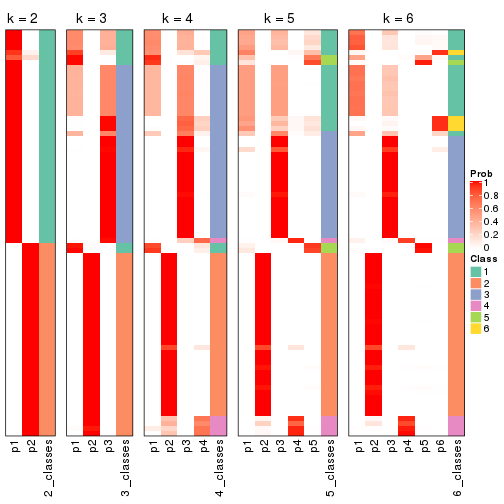 k = 2
k = 3
k = 4
k = 5
k = 6
p1
p2
2_classes
p1
p2
p3
3_classes
p1
p2
p3
p4
4_classes
p1
p2
p3
p4
p5
5_classes
p1
p2
p3
p4
p5
p6
6_classes
Prob
1
0.8
0.6
0.4
0.2
0
Class
1
2
3
4
5
6